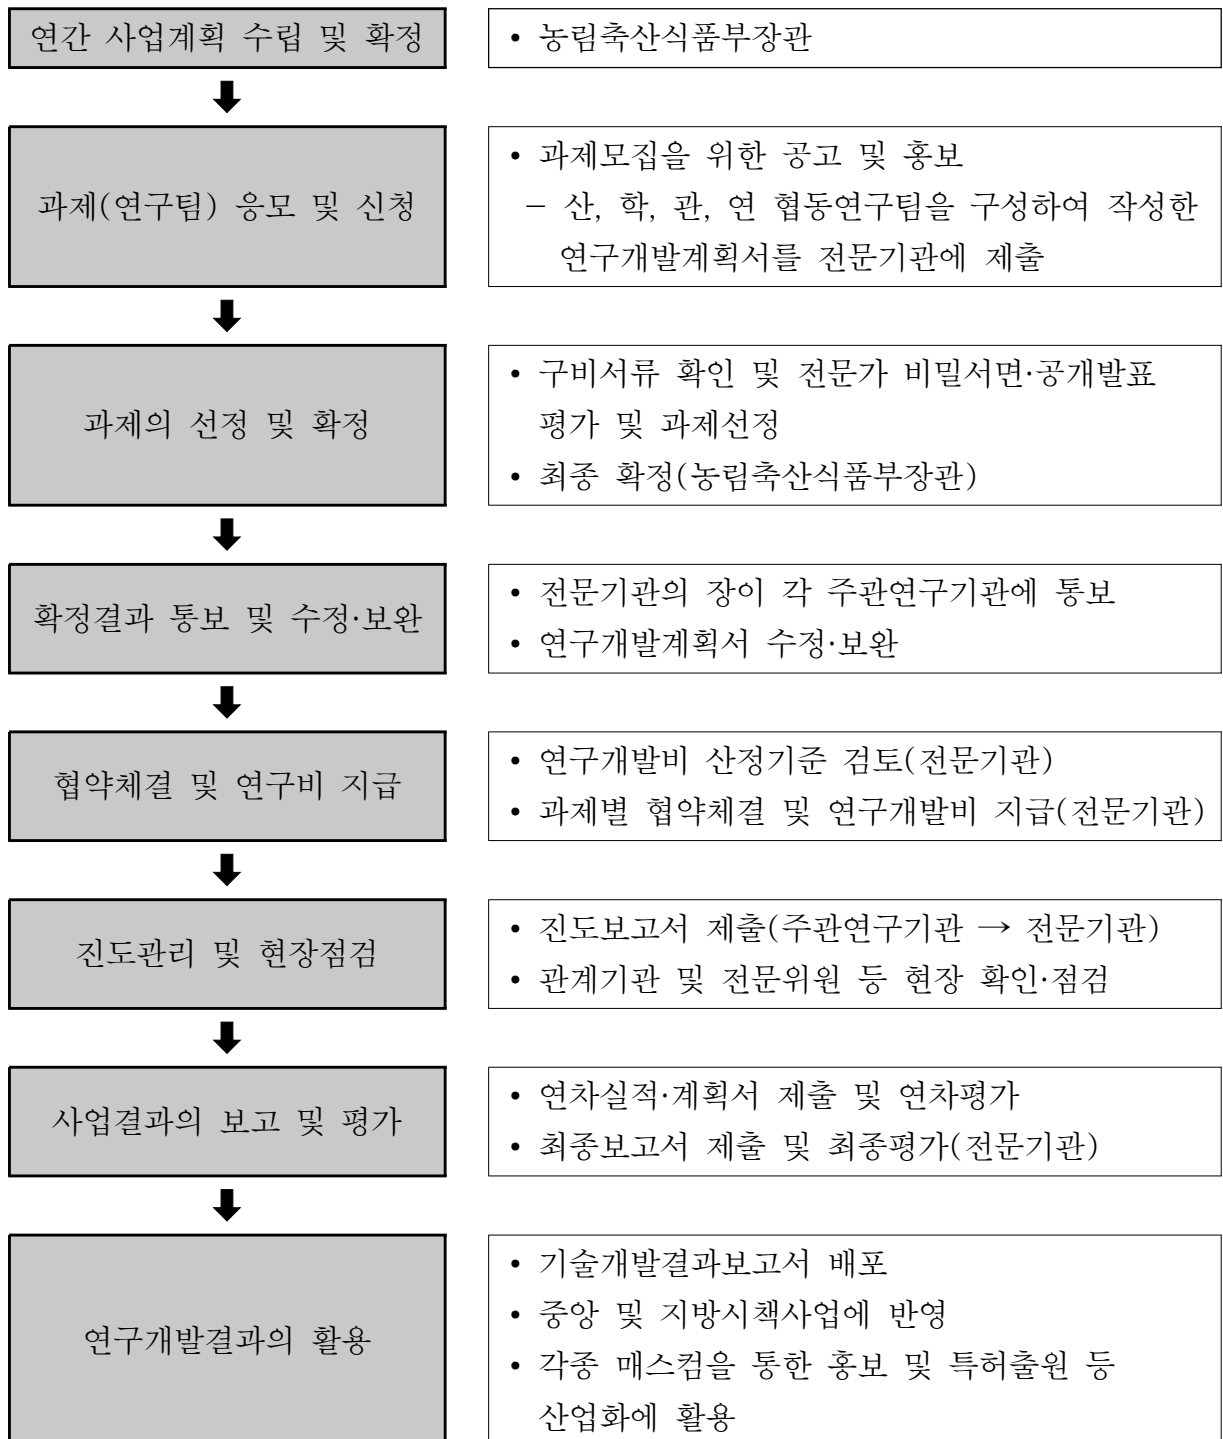 연간 사업계획 수립 및 확정
• 농림축산식품부장관
과제(연구팀) 응모 및 신청
• 과제모집을 위한 공고 및 홍보
- 산, 학, 관, 연 협동연구팀을 구성하여 작성한
연구개발계획서를 전문기관에 제출
과제의 선정 및 확정
• 구비서류 확인 및 전문가 비밀서면·공개발표
평가 및 과제선정
• 최종 확정(농림축산식품부장관)
확정결과 통보 및 수정·보완
• 전문기관의 장이 각 주관연구기관에 통보
• 연구개발계획서 수정·보완
협약체결 및 연구비 지급
• 연구개발비 산정기준 검토(전문기관)
• 과제별 협약체결 및 연구개발비 지급(전문기관)
진도관리 및 현장점검
• 진도보고서 제출(주관연구기관 → 전문기관)
• 관계기관 및 전문위원 등 현장 확인·점검
사업결과의 보고 및 평가
• 연차실적·계획서 제출 및 연차평가
• 최종보고서 제출 및 최종평가(전문기관)
연구개발결과의 활용
• 기술개발결과보고서 배포
• 중앙 및 지방시책사업에 반영
• 각종 매스컴을 통한 홍보 및 특허출원 등
산업화에 활용